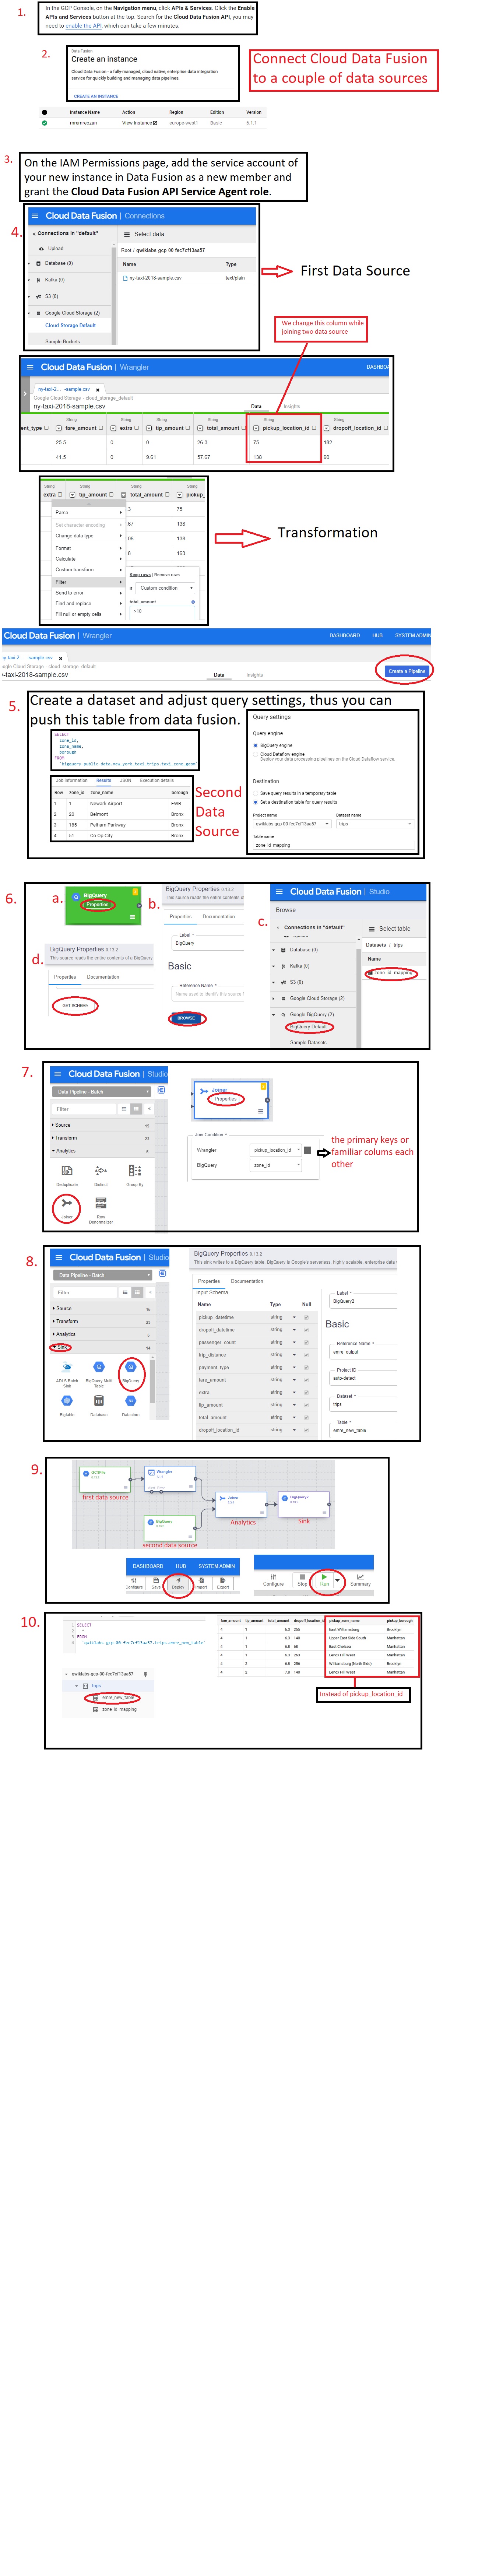 1.
In the GCP Console, on the Navigation menu, click APIs & Services. Click the Enable
APIs and Services button at the top. Search for the Cloud Data Fusion API, you may
need to enable the API, which can take a few minutes.
2.
Data Fusion
Create an instance
Cloud Data Fusion - a fully-managed, cloud native, enterprise data integration
service for quickly building and managing data pipelines.
CREATE AN INSTANCE
Connect Cloud Data Fusion
to a couple of data sources
Instance Name Action Region Edition Version
mremreozan View Instance europe-west1 Basic 6.1.1
3.
On the IAM Permissions page, add the service account of
your new instance in Data Fusion as a new member and
grant the Cloud Data Fusion API Service Agent role.
4.
Cloud Data Fusion | Connections
Connections in "default"
Select data
Upload
Root / qwiklabs-gcp-00-fec7cf13aa57
Database (0)
Name Type
Kafka (0)
ny-taxi-2018-sample.csv text/plain
S3 (0)
Google Cloud Storage (2)
Cloud Storage Default
Sample Buckets
First Data Source
We change this column while
joining two data source
Cloud Data Fusion | Wrangler DASHBOA
ny-taxi-2... -sample.csv
Google Cloud Storage - cloud_storage_default
ny-taxi-2018-sample.csv
Data Insights
String String String String String String
ent_type fare_amount extra tip_amount total_amount pickup_location_id dropoff_location_id
25.5 0 0 26.3 75 182
41.5 0 9.61 57.67 138 90
String String String String
extra tip_amount total_amount pickup_
Parse
Set character encoding
Change data type
Format
Calculate
Custom transform
Filter
Send to error
Find and replace
Fill null or empty cells
.3 75
.67 138
.06 138
.8 163
Keep rows | Remove rows
If Custom condition
total_amount
>10
Transformation
Cloud Data Fusion | Wrangler DASHBOARD HUB SYSTEM ADMIN
ny-taxi-2... -sample.csv
ogle Cloud Storage - cloud_storage_default
y-taxi-2018-sample.csv
Data Insights
Create a Pipeline
5.
Create a dataset and adjust query settings, thus you can
push this table from data fusion.
SELECT
zone_id,
zone_name,
borough
FROM
`bigquery-public-data.new_york_taxi_trips.taxi_zone_geom`
Job information Results JSON Execution details
Row zone_id zone_name borough
1 1 Newark Airport EWR
2 20 Belmont Bronx
3 185 Pelham Parkway Bronx
4 51 Co-Op City Bronx
Second
Data
Source
Query settings
Query engine
BigQuery engine
Cloud Dataflow engine
Deploy your data processing pipelines on the Cloud Dataflow service.
Destination
Save query results in a temporary table
Set a destination table for query results
Project name Dataset name
qwiklabs-gcp-00-fec7cf13aa57 trips
Table name
zone_id_mapping
6.
a.
BigQuery
Properties
b.
BigQuery Properties 0.13.2
This source reads the entire contents of
Properties Documentation
Label *
BigQuery
Basic
Reference Name *
Name used to identify this source
BROWSE
c.
Cloud Data Fusion | Studio
Browse
Connections in "default"
Select table
Upload
Database (0)
Datasets / trips
Kafka (0)
Name
S3 (0)
zone_id_mapping
Google Cloud Storage (2)
Google BigQuery (2)
BigQuery Default
Sample Datasets
d.
BigQuery Properties 0.13.2
This source reads the entire contents of a BigQuery tab
Properties Documentation
GET SCHEMA
7.
Cloud Data Fusion | Studio
Data Pipeline - Batch
Filter
Source
Transform
Analytics
Deduplicate Distinct Group By
Joiner Row Denormalizer
Joiner
Properties
Join Condition *
Wrangler pickup_location_id
BigQuery zone_id
the primary keys or
familiar colums each
other
8.
Cloud Data Fusion | Studio
Data Pipeline - Batch
Filter
Source
Transform
Analytics
Sink
ADLS Batch Sink BigQuery Multi Table BigQuery
Bigtable Database Datastore
BigQuery Properties 0.13.2
This sink writes to a BigQuery table. BigQuery is Google's serverless, highly scalable, enterprise data
Properties Documentation
Input Schema
Name Type Null
pickup_datetime string
dropoff_datetime string
passenger_count string
trip_distance string
payment_type string
fare_amount string
extra string
tip_amount string
total_amount string
dropoff_location_id string
Label *
BigQuery2
Basic
Reference Name *
emre_output
Project ID
auto-detect
Dataset *
trips
Table *
emre_new_table
9.
GCSFile
first data source
Wrangler
BigQuery
second data source
Joiner
Analytics
BigQuery2
Sink
DASHBOARD HUB SYSTEM ADMIN
onfigure Save Deploy Import Export
Configure Stop Run Summary
10.
SELECT
*
FROM
`qwiklabs-gcp-00-fec7cf13aa57.trips.emre_new_table`
qwiklabs-gcp-00-fec7cf13aa57
trips
emre_new_table
zone_id_mapping
fare_amount tip_amount total_amount dropoff_location_id pickup_zone_name pickup_borough
4 1 6.3 255 East Williamsburg Brooklyn
4 1 6.3 140 Upper East Side South Manhattan
4 1 6.8 68 East Chelsea Manhattan
4 1 6.3 263 Lenox Hill West Manhattan
4 2 6.8 256 Williamsburg (North Side) Brooklyn
4 2 7.8 140 Lenox Hill West Manhattan
Instead of pickup_location_id